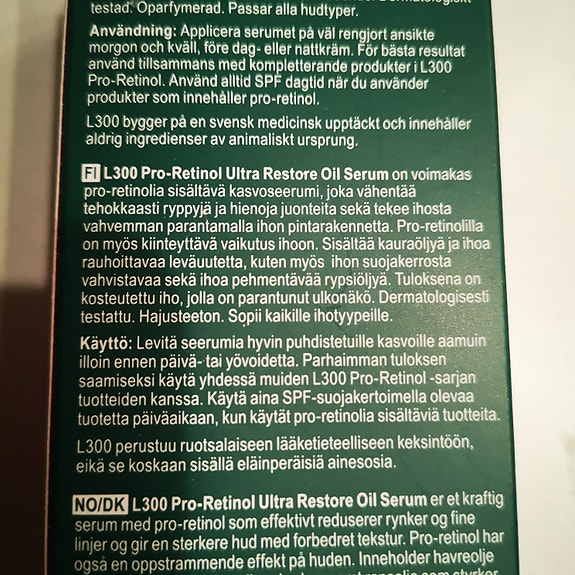 testad. Oparfymerad. Passar alla hudtyper.
Användning: Applicera serumet på väl rengjort ansikte
morgon och kväll, före dag- eller nattkräm. För bästa resultat
använd tillsammans med kompletterande produkter i L300
Pro-Retinol. Använd alltid SPF dagtid när du använder
produkter som innehåller pro-retinol.
L300 bygger på en svensk medicinsk upptäckt och innehåller
aldrig ingredienser av animaliskt ursprung.
FI L300 Pro-Retinol Ultra Restore Oil Serum on voimakas
pro-retinolia sisältävä kasvoseerumi, joka vähentää
tehokkaasti ryppyjä ja hienoja juonteita sekä tekee ihosta
vahvemman parantamalla ihon pintarakennetta. Pro-retinolilla
on myös kiinteyttävä vaikutus ihoon. Sisältää kauraöljyä ja ihoa
rauhoittavaa leväuutetta, kuten myös ihon suojakerrosta
vahvistavaa sekä ihoa pehmentävää rypsiöljyä. Tuloksena on
kosteutettu iho, jolla on parantunut ulkonäkö. Dermatologisesti
testattu. Hajusteeton. Sopii kaikille ihotyypeille.
Käyttö: Levitä seerumia hyvin puhdistetuille kasvoille aamuin
illoin ennen päivä- tai yövoidetta. Parhaimman tuloksen
saamiseksi käytä yhdessä muiden L300 Pro-Retinol -sarjan
tuotteiden kanssa. Käytä aina SPF-suojakertoimella olevaa
tuotetta päiväaikaan, kun käytät pro-retinolia sisältäviä tuotteita.
L300 perustuu ruotsalaiseen lääketieteelliseen keksintöön,
eikä se koskaan sisällä eläinperäisiä ainesosia.
NO/DK L300 Pro-Retinol Ultra Restore Oil Serum er et kraftig
serum med pro-retinol som effektivt reduserer rynker og fine
linjer og gir en sterkere hud med forbedret tekstur. Pro-retinol har
også en oppstrammende effekt på huden. Inneholder havreolje